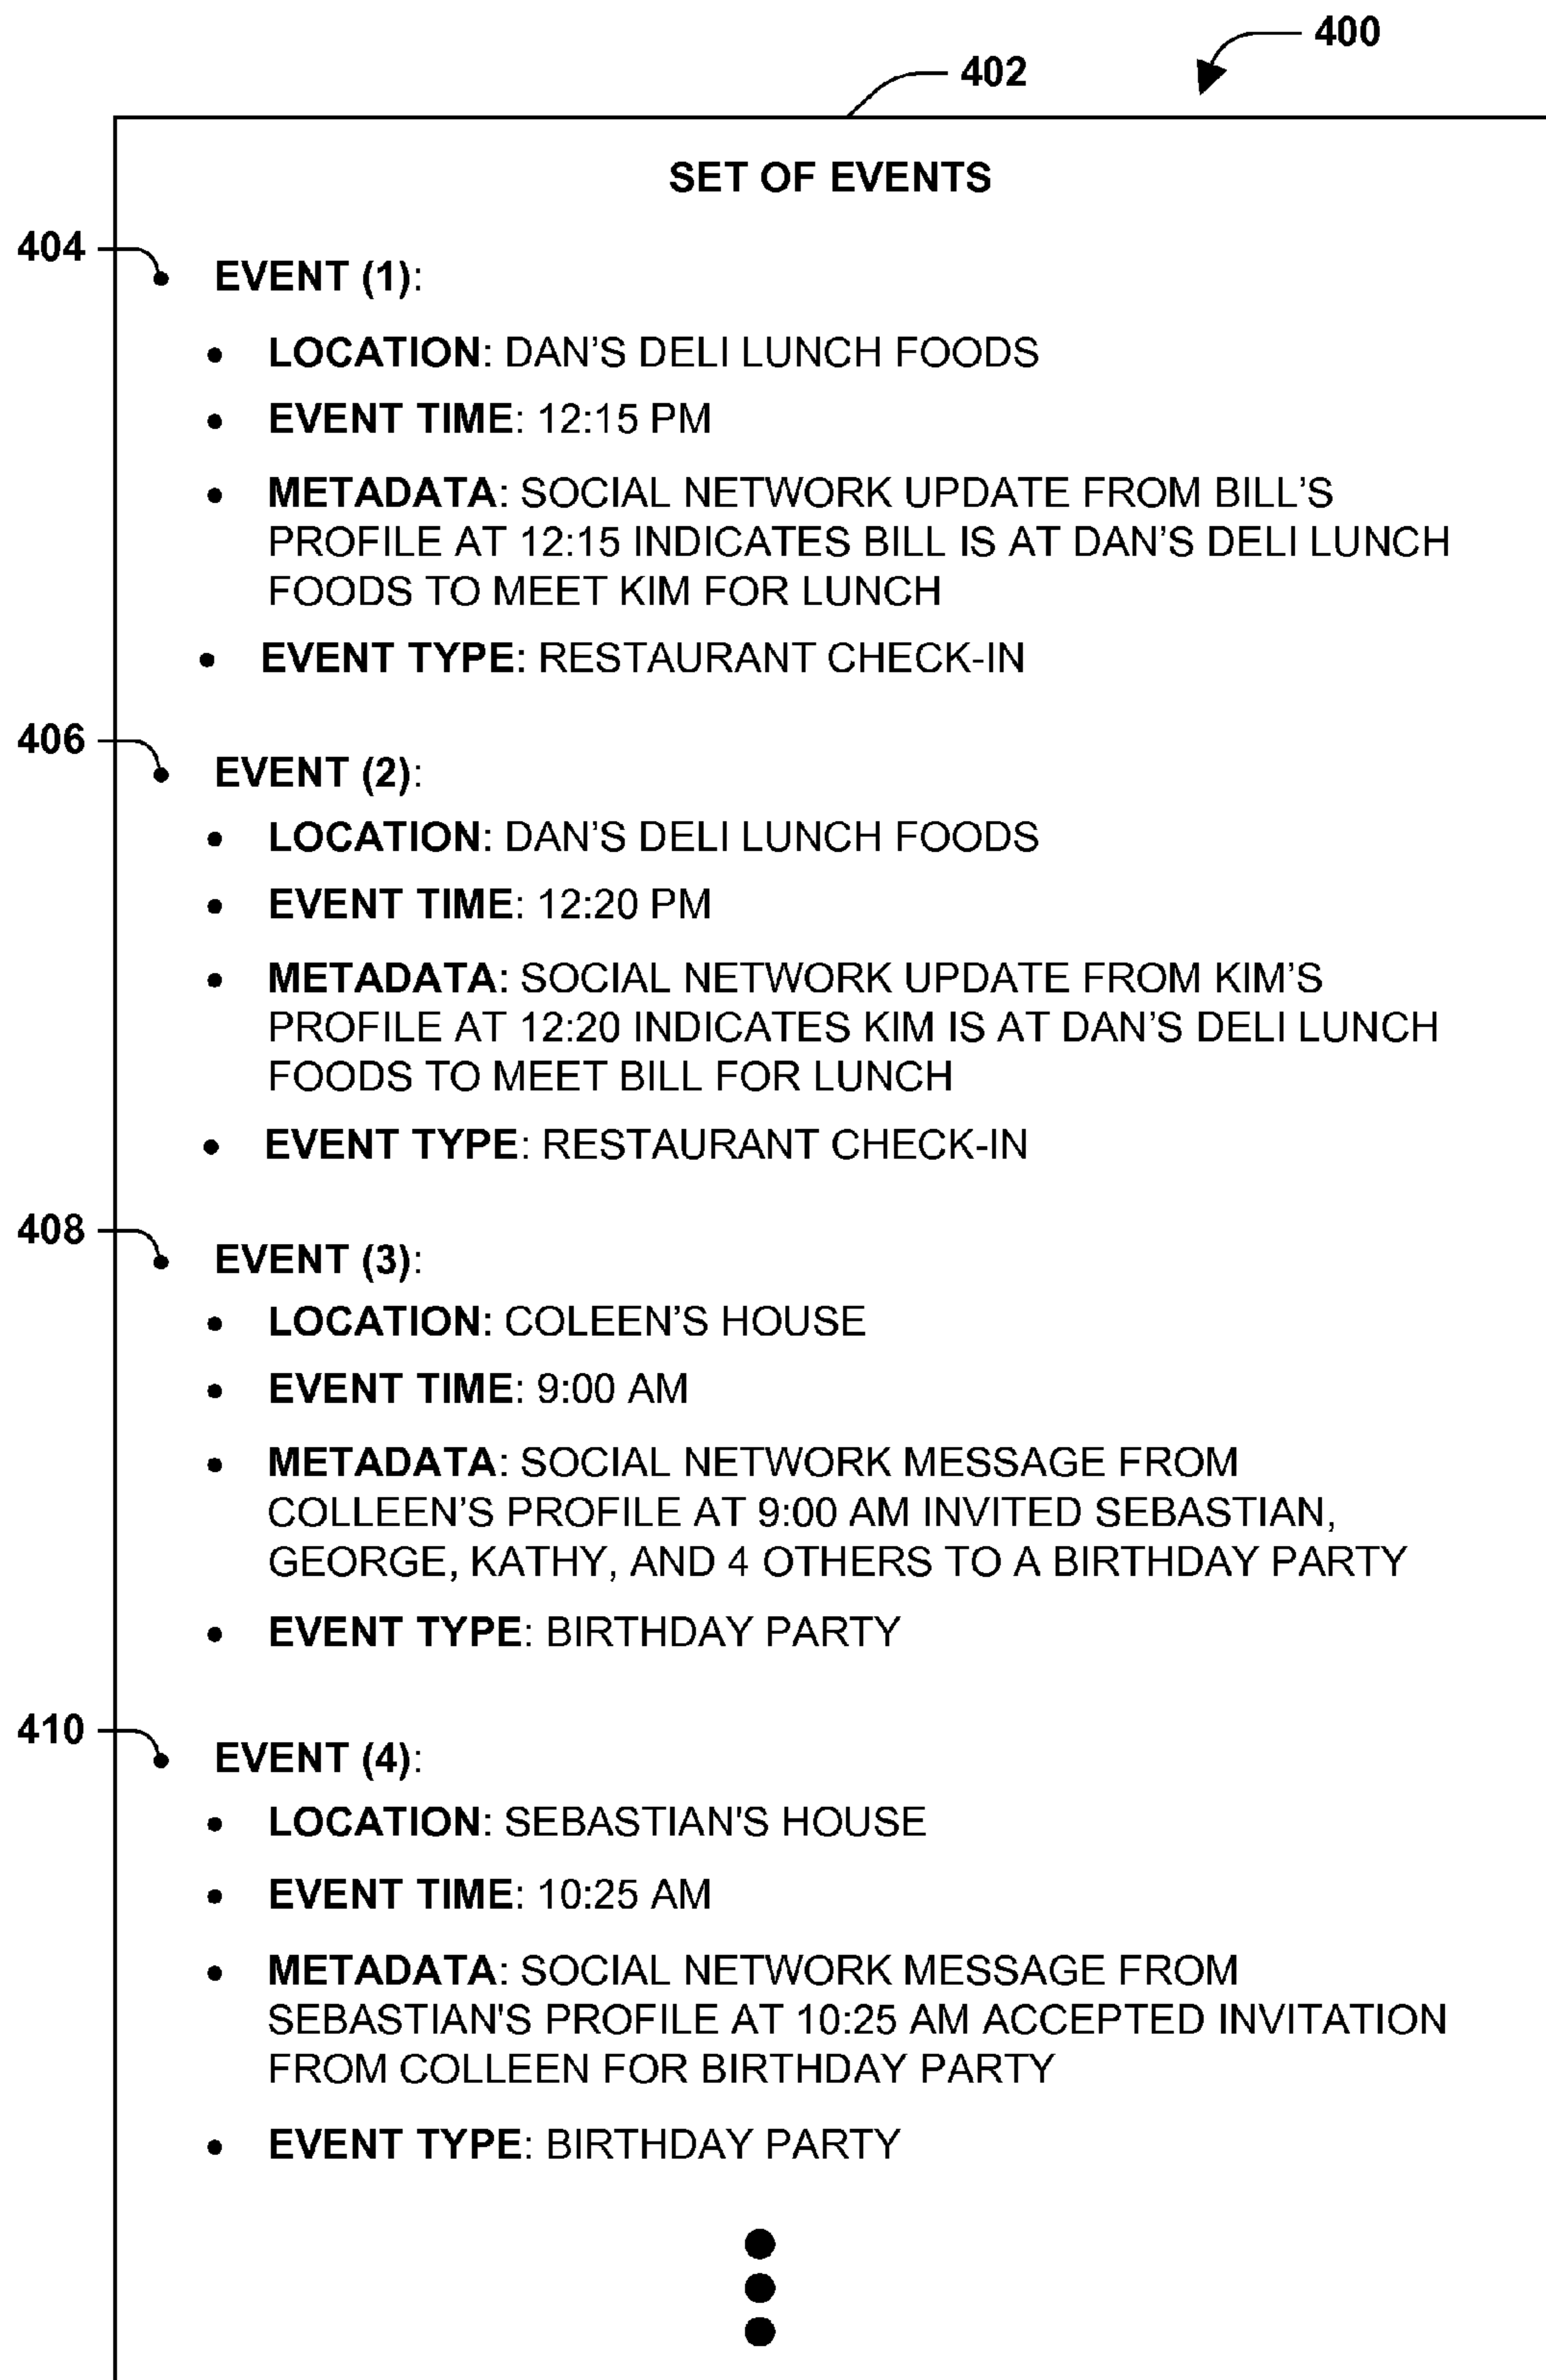 400
402
SET OF EVENTS
404
EVENT (1):
• LOCATION: DAN'S DELI LUNCH FOODS
• EVENT TIME: 12:15 PM
• METADATA: SOCIAL NETWORK UPDATE FROM BILL'S
PROFILE AT 12:15 INDICATES BILL IS AT DAN'S DELI LUNCH
FOODS TO MEET KIM FOR LUNCH
• EVENT TYPE: RESTAURANT CHECK-IN
406
EVENT (2):
• LOCATION: DAN'S DELI LUNCH FOODS
• EVENT TIME: 12:20 PM
• METADATA: SOCIAL NETWORK UPDATE FROM KIM'S
PROFILE AT 12:20 INDICATES KIM IS AT DAN'S DELI LUNCH
FOODS TO MEET BILL FOR LUNCH
• EVENT TYPE: RESTAURANT CHECK-IN
408
EVENT (3):
• LOCATION: COLEEN'S HOUSE
• EVENT TIME: 9:00 AM
• METADATA: SOCIAL NETWORK MESSAGE FROM
COLLEEN'S PROFILE AT 9:00 AM INVITED SEBASTIAN,
GEORGE, KATHY, AND 4 OTHERS TO A BIRTHDAY PARTY
• EVENT TYPE: BIRTHDAY PARTY
410
EVENT (4):
• LOCATION: SEBASTIAN'S HOUSE
• EVENT TIME: 10:25 AM
• METADATA: SOCIAL NETWORK MESSAGE FROM
SEBASTIAN'S PROFILE AT 10:25 AM ACCEPTED INVITATION
FROM COLLEEN FOR BIRTHDAY PARTY
• EVENT TYPE: BIRTHDAY PARTY